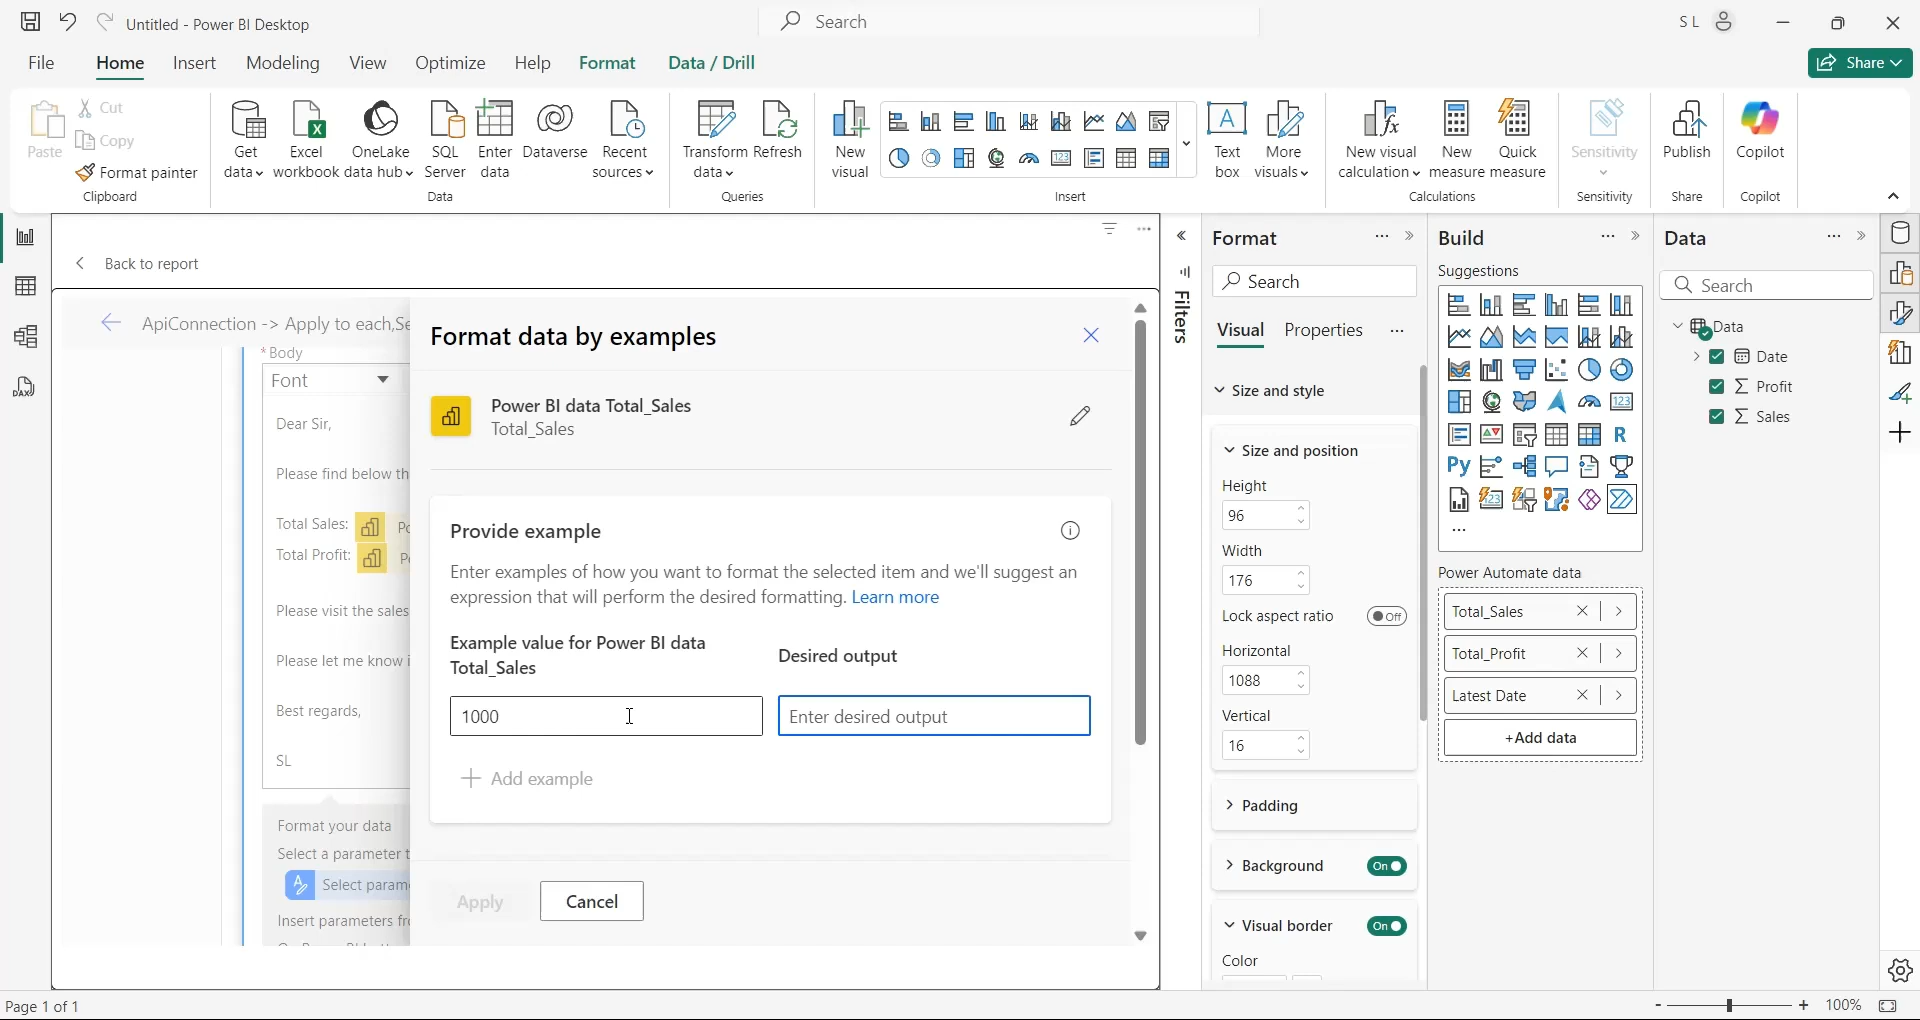 Untitled - Power BI Desktop
Search
S L
File
Home
Insert
Modeling
View
Optimize
Help
Format
Data / Drill
Share
Paste
Cut
Copy
Format painter
Clipboard
Get
data
Excel
workbook
OneLake
data hub
SQL
Server
Enter
data
Dataverse
Recent
sources
Data
Transform
data
Refresh
Queries
New
visual
Insert
Text
box
More
visuals
New visual
calculation
New
measure
Quick
measure
Calculations
Sensitivity
Sensitivity
Publish
Share
Copilot
Copilot
Back to report
ApiConnection -> Apply to each,Se
* Body
Font
Dear Sir,
Please find below th
Total Sales:
Total Profit:
Please visit the sales
Please let me know i
Best regards,
SL
Format your data
Select a parameter t
Select param
Insert parameters fr
Format data by examples
Power BI data Total_Sales
Total_Sales
Provide example
Enter examples of how you want to format the selected item and we'll suggest an
expression that will perform the desired formatting. Learn more
Example value for Power BI data
Total_Sales
Desired output
1000
Enter desired output
Add example
Apply
Cancel
Filters
Format
Search
Visual
Properties
Size and style
Size and position
Height
96
Width
176
Lock aspect ratio
Off
Horizontal
1088
Vertical
16
Padding
Background
On
Visual border
On
Color
Build
Suggestions
R
Py
123
Power Automate data
Total_Sales
Total_Profit
Latest Date
+Add data
Data
Search
Data
Date
Profit
Sales
DAX
Page 1 of 1
100%